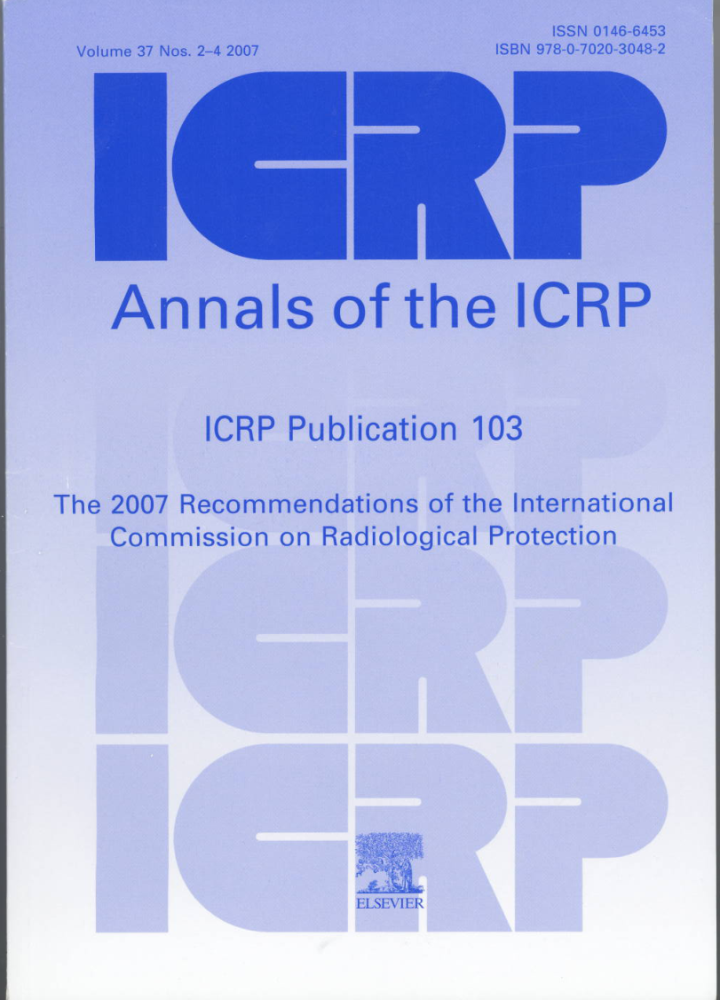 Volume 37 Nos. 2–4 2007
ISSN 0146-6453
ISBN 978-0-7020-3048-2
ICRP
Annals of the ICRP
ICRP Publication 103
The 2007 Recommendations of the International
Commission on Radiological Protection
ICRP
ICRP
ICRP
ELSEVIER